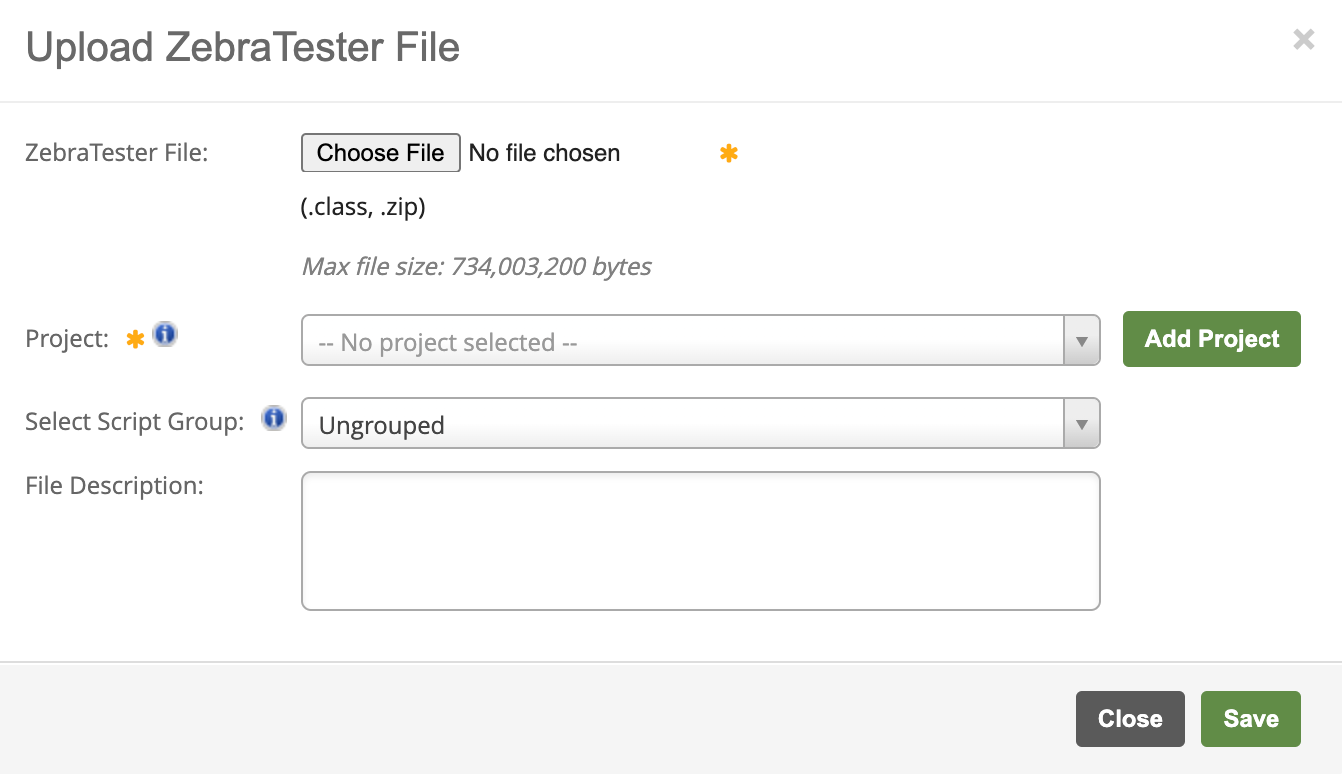 Upload ZebraTester File
ZebraTester File: Choose File No file chosen
(.class, .zip)
Max file size: 734,003,200 bytes
Project: -- No project selected -- Add Project
Select Script Group: Ungrouped
File Description:
Close Save